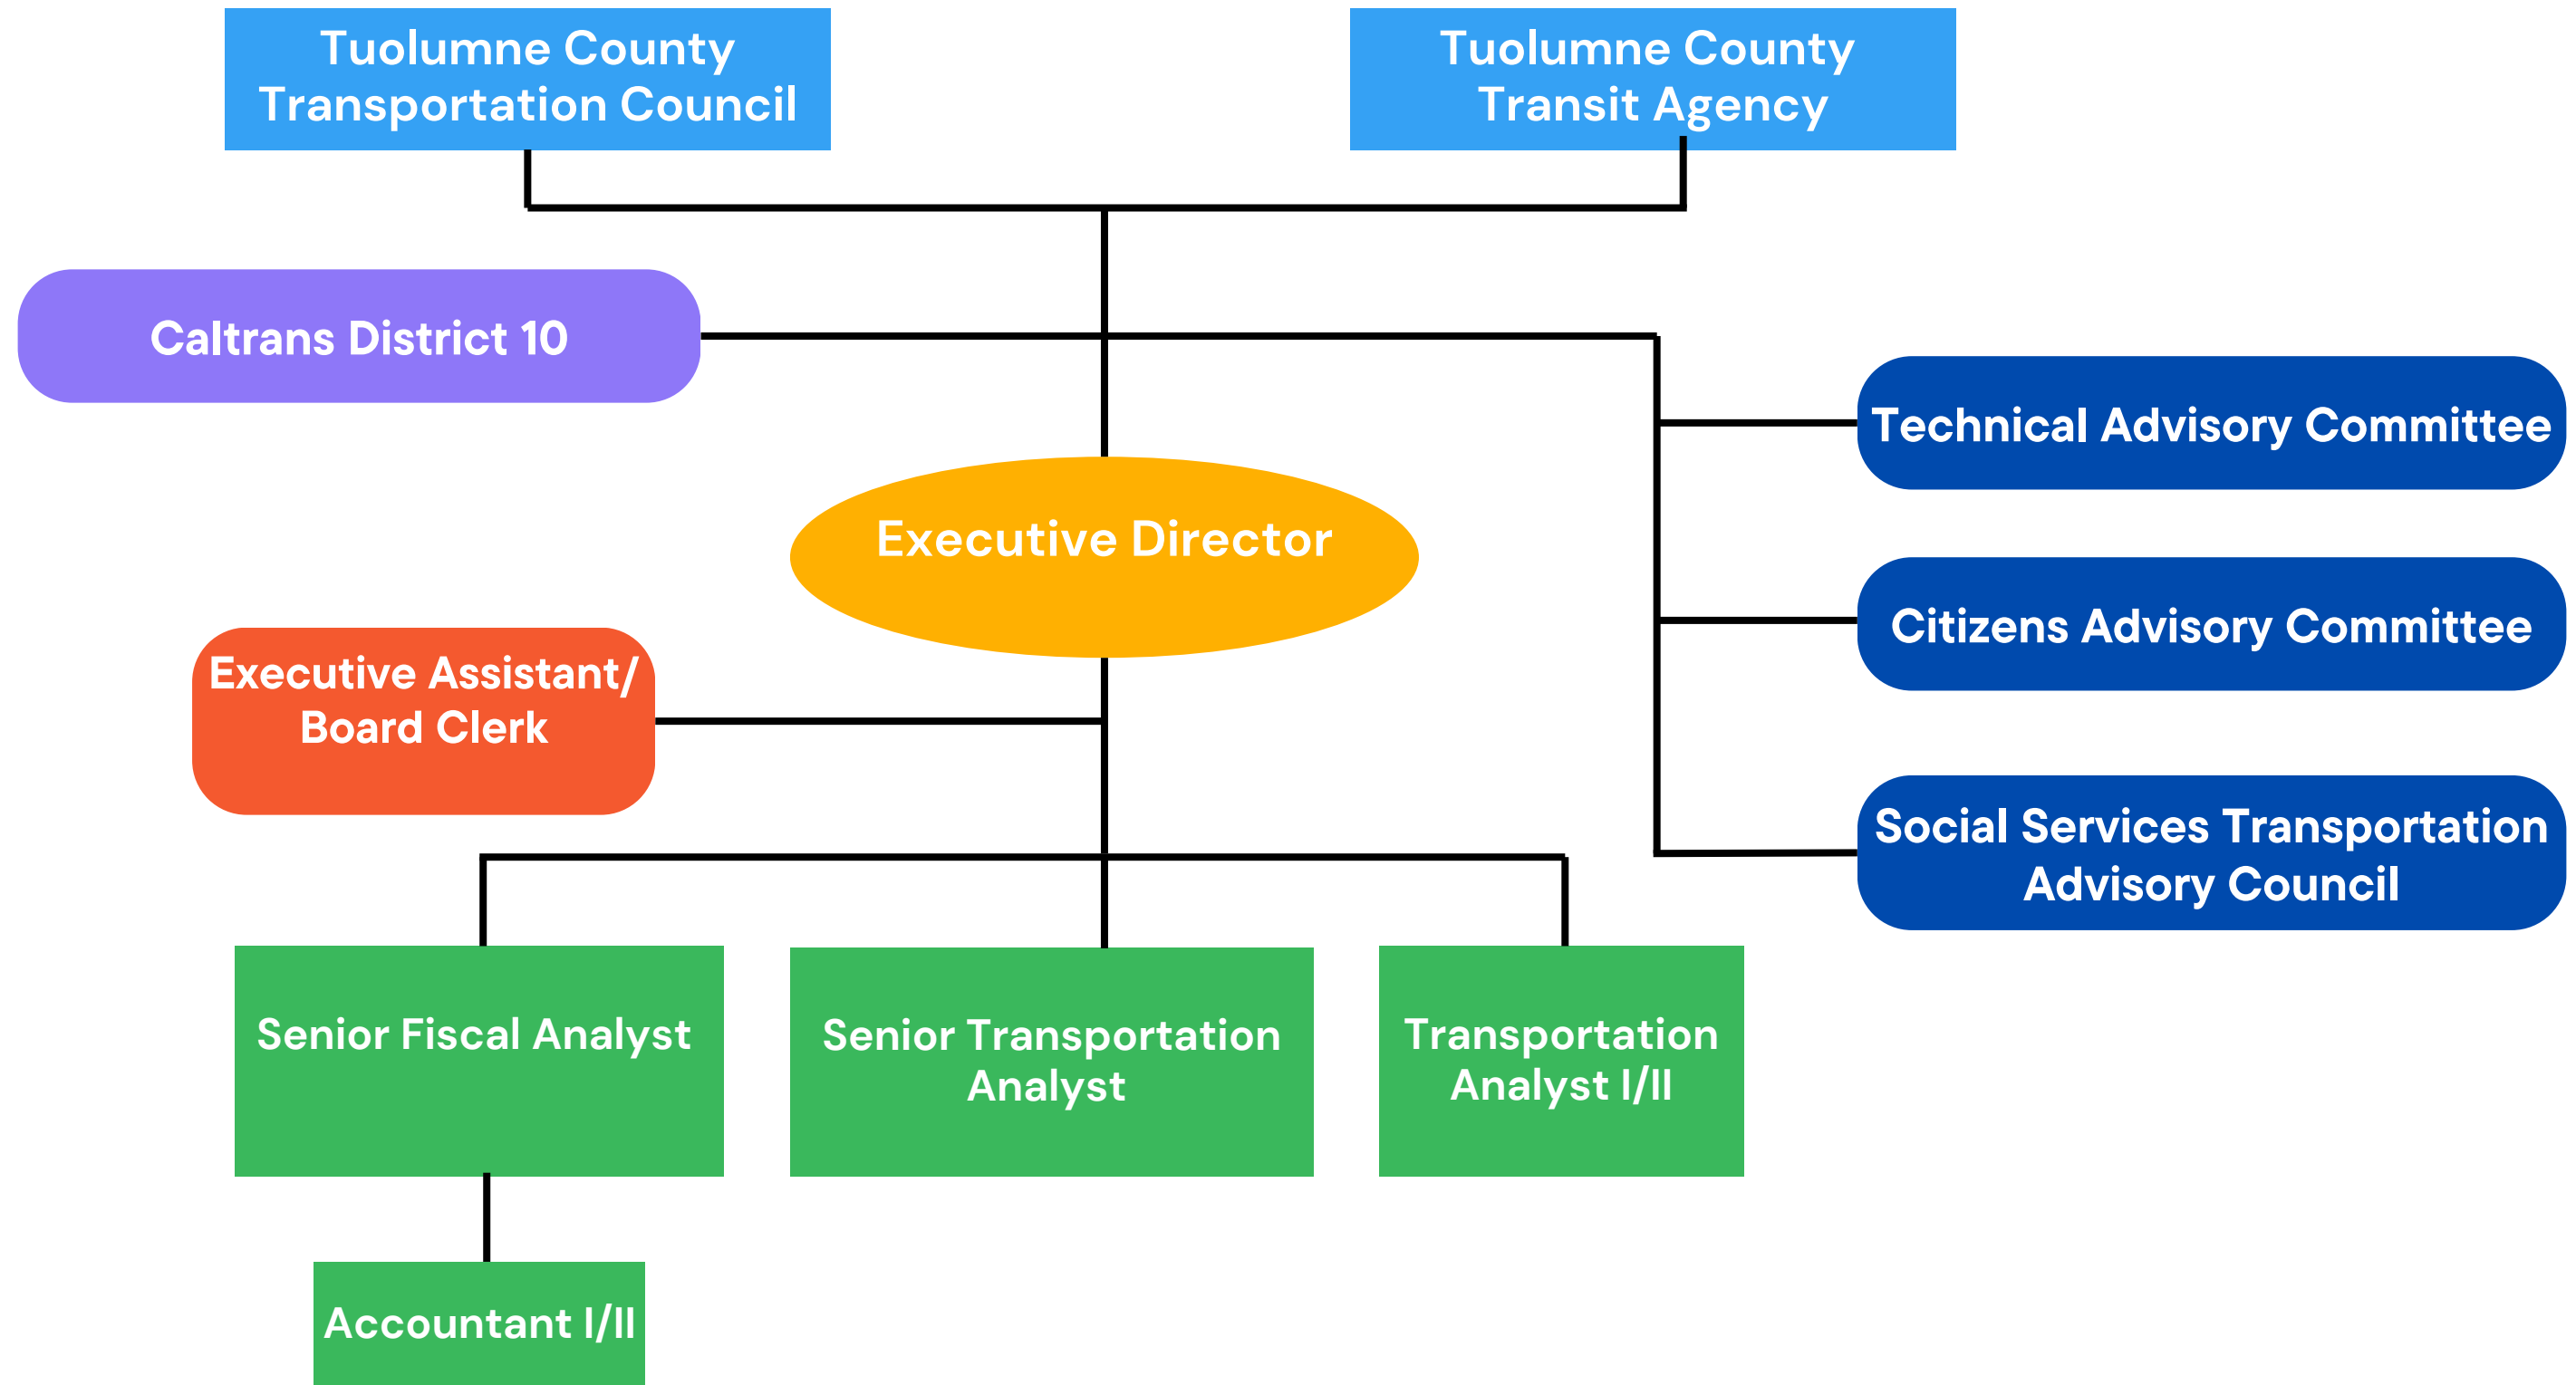 Tuolumne County
Transportation Council
Tuolumne County
Transit Agency
Caltrans District 10
Technical Advisory Committee
Executive Director
Citizens Advisory Committee
Executive Assistant/
Board Clerk
Social Services Transportation
Advisory Council
Senior Fiscal Analyst
Senior Transportation
Analyst
Transportation
Analyst I/II
Accountant I/II